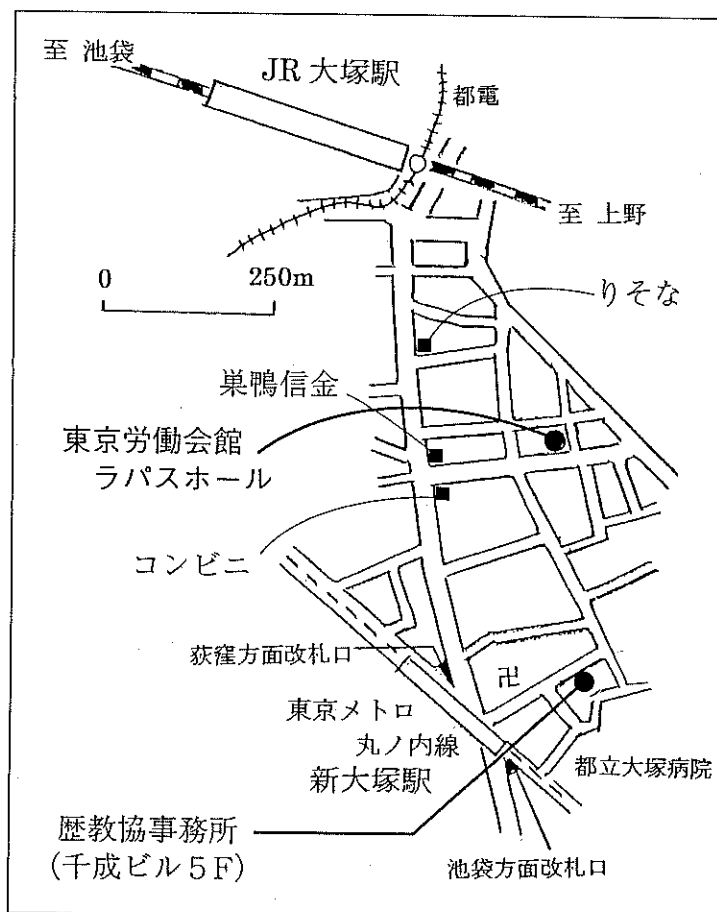 至 池袋
JR 大塚駅
都電
至 上野
0 250m
りそな
巣鴨信金
東京労働会館
ラパスホール
コンビニ
荻窪方面改札口
卍
東京メトロ
丸ノ内線
新大塚駅
都立大塚病院
歴教協事務所
(千成ビル5F)
池袋方面改札口